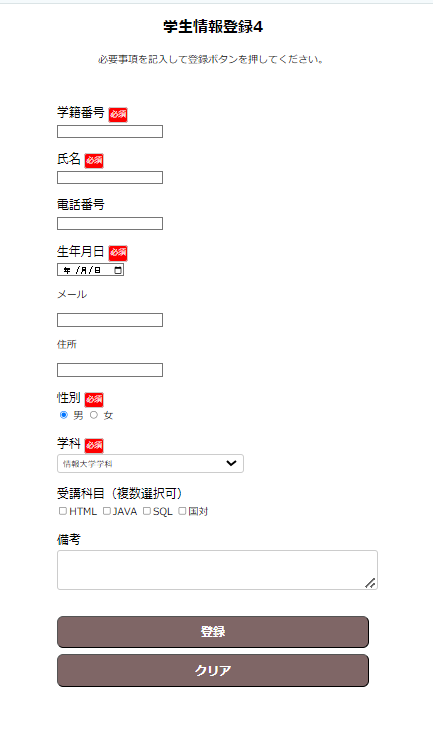 学生情報登録4
必要事項を記入して登録ボタンを押してください。
学籍番号 必須
氏名 必須
電話番号
生年月日 必須
年 /月/日
メール
住所
性別 必須
男 女
学科 必須
情報大学学科
受講科目（複数選択可）
HTML JAVA SQL 国対
備考
登録
クリア